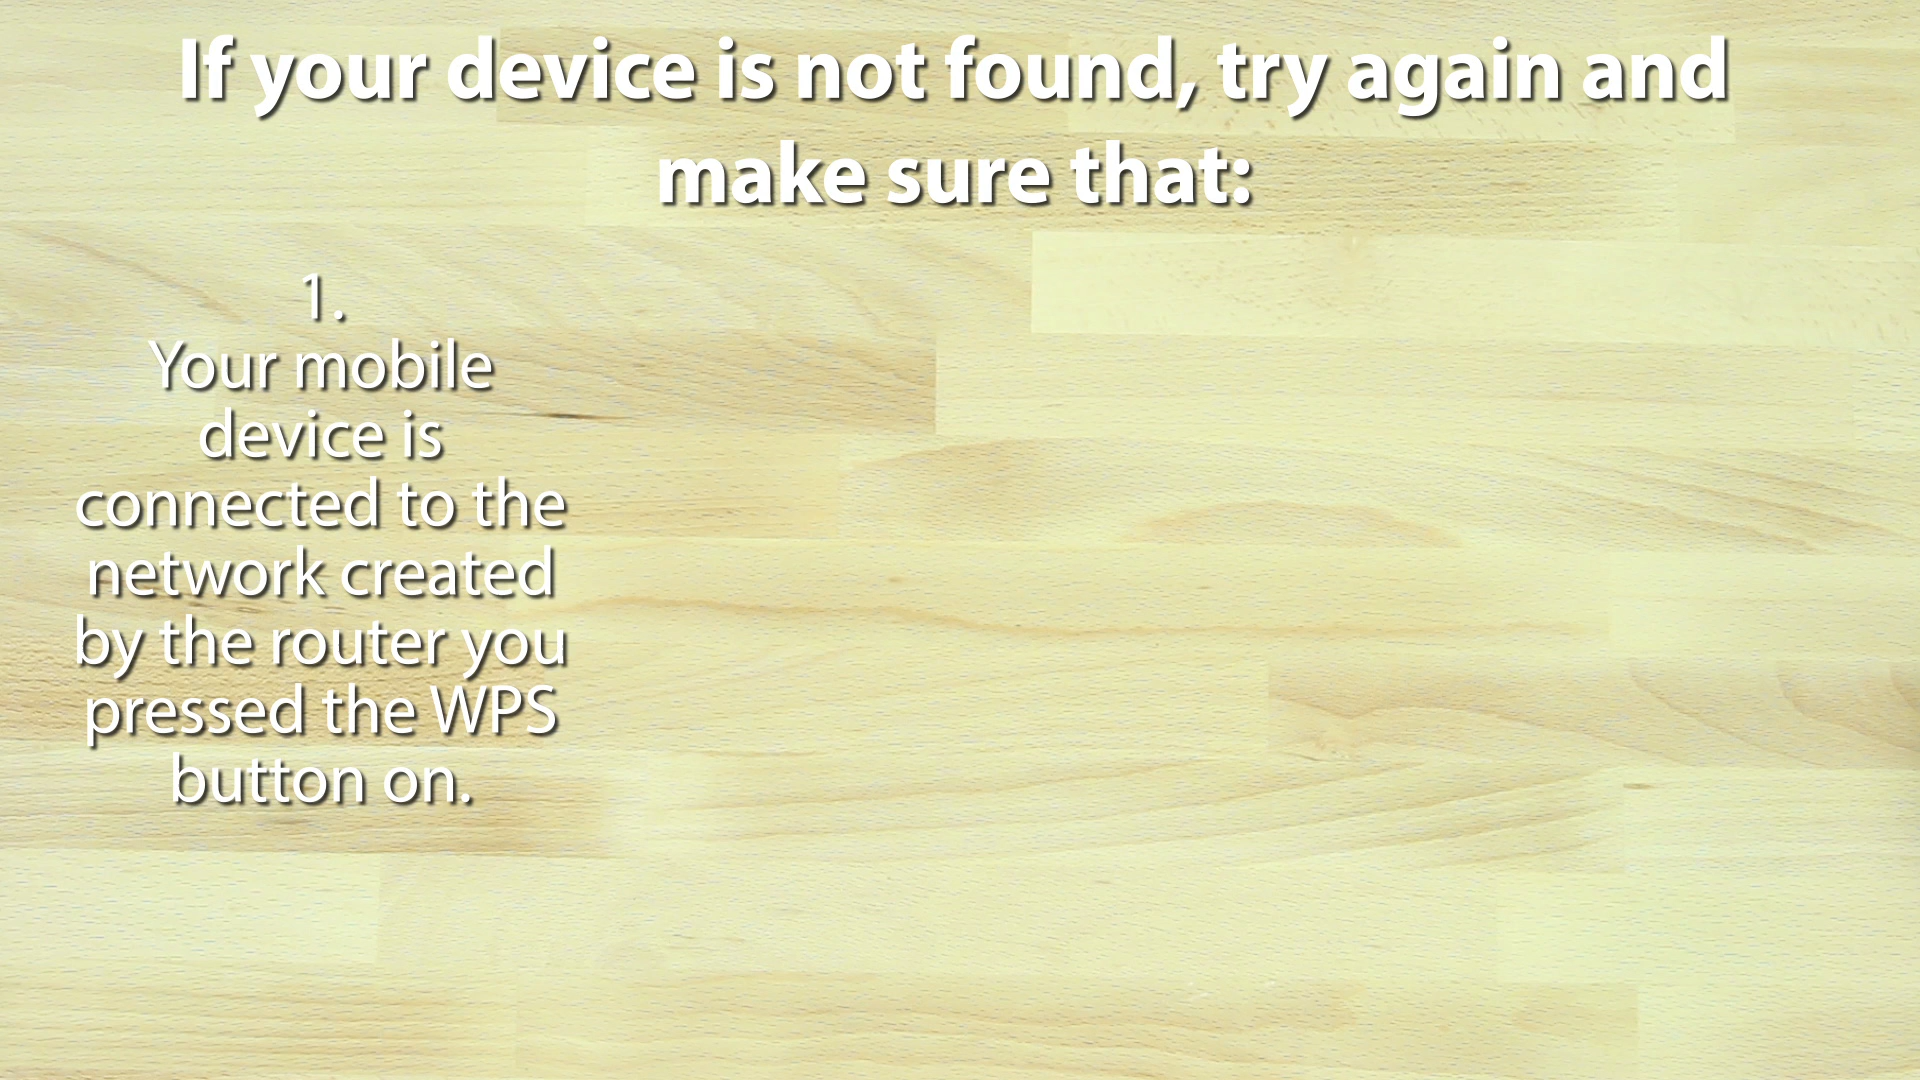 If your device is not found, try again and
make sure that:
1.
Your mobile
device is
connected to the
network created
by the router you
pressed the WPS
button on.